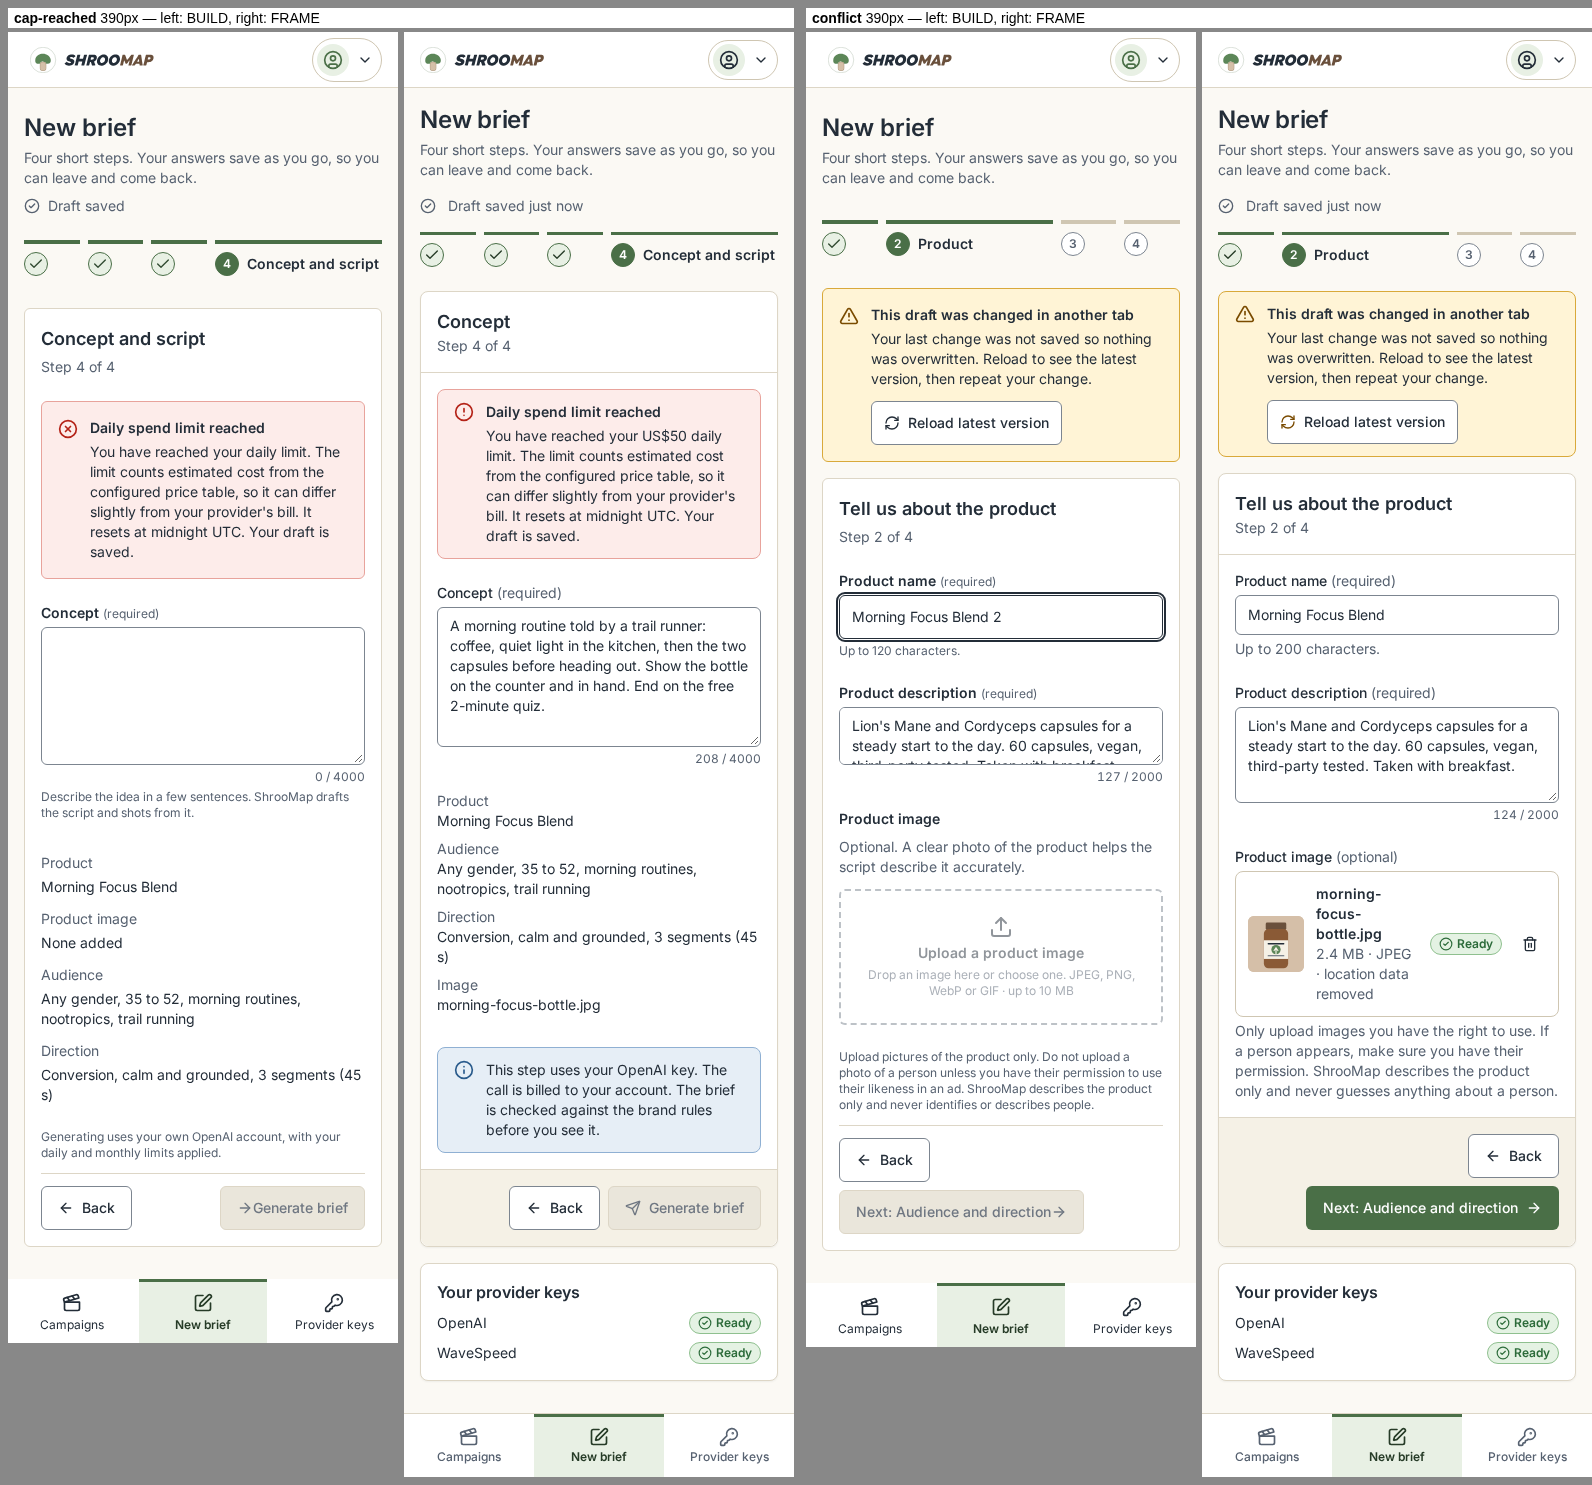 cap-reached 390px — left: BUILD, right: FRAME
SHROOMAP
New brief
Four short steps. Your answers save as you go, so you
can leave and come back.
Draft saved
4 Concept and script
Concept and script
Step 4 of 4
Daily spend limit reached
You have reached your daily limit. The
limit counts estimated cost from the
configured price table, so it can differ
slightly from your provider's bill. It
resets at midnight UTC. Your draft is
saved.
Concept (required)
0 / 4000
Describe the idea in a few sentences. ShrooMap drafts
the script and shots from it.
Product
Morning Focus Blend
Product image
None added
Audience
Any gender, 35 to 52, morning routines,
nootropics, trail running
Direction
Conversion, calm and grounded, 3 segments (45
s)
Generating uses your own OpenAI account, with your
daily and monthly limits applied.
Back
Generate brief
Campaigns
New brief
Provider keys
SHROOMAP
New brief
Four short steps. Your answers save as you go, so you
can leave and come back.
Draft saved just now
4 Concept and script
Concept
Step 4 of 4
Daily spend limit reached
You have reached your US$50 daily
limit. The limit counts estimated cost
from the configured price table, so it
can differ slightly from your provider's
bill. It resets at midnight UTC. Your
draft is saved.
Concept (required)
A morning routine told by a trail runner:
coffee, quiet light in the kitchen, then the two
capsules before heading out. Show the bottle
on the counter and in hand. End on the free
2-minute quiz.
208 / 4000
Product
Morning Focus Blend
Audience
Any gender, 35 to 52, morning routines,
nootropics, trail running
Direction
Conversion, calm and grounded, 3 segments (45
s)
Image
morning-focus-bottle.jpg
This step uses your OpenAI key. The
call is billed to your account. The brief
is checked against the brand rules
before you see it.
Back
Generate brief
Your provider keys
OpenAI Ready
WaveSpeed Ready
Campaigns
New brief
Provider keys
conflict 390px — left: BUILD, right: FRAME
SHROOMAP
New brief
Four short steps. Your answers save as you go, so you
can leave and come back.
2 Product 3 4
This draft was changed in another tab
Your last change was not saved so nothing
was overwritten. Reload to see the latest
version, then repeat your change.
Reload latest version
Tell us about the product
Step 2 of 4
Product name (required)
Morning Focus Blend 2
Up to 120 characters.
Product description (required)
Lion's Mane and Cordyceps capsules for a
steady start to the day. 60 capsules, vegan,
third-party tested. Taken with breakfast.
127 / 2000
Product image
Optional. A clear photo of the product helps the
script describe it accurately.
Upload a product image
Drop an image here or choose one. JPEG, PNG,
WebP or GIF · up to 10 MB
Upload pictures of the product only. Do not upload a
photo of a person unless you have their permission to use
their likeness in an ad. ShrooMap describes the product
only and never identifies or describes people.
Back
Next: Audience and direction
Campaigns
New brief
Provider keys
SHROOMAP
New brief
Four short steps. Your answers save as you go, so you
can leave and come back.
Draft saved just now
2 Product 3 4
This draft was changed in another tab
Your last change was not saved so nothing
was overwritten. Reload to see the latest
version, then repeat your change.
Reload latest version
Tell us about the product
Step 2 of 4
Product name (required)
Morning Focus Blend
Up to 200 characters.
Product description (required)
Lion's Mane and Cordyceps capsules for a
steady start to the day. 60 capsules, vegan,
third-party tested. Taken with breakfast.
124 / 2000
Product image (optional)
morning-
focus-
bottle.jpg
2.4 MB · JPEG
· location data
removed
Ready
Only upload images you have the right to use. If
a person appears, make sure you have their
permission. ShrooMap describes the product
only and never guesses anything about a person.
Back
Next: Audience and direction
Your provider keys
OpenAI Ready
WaveSpeed Ready
Campaigns
New brief
Provider keys